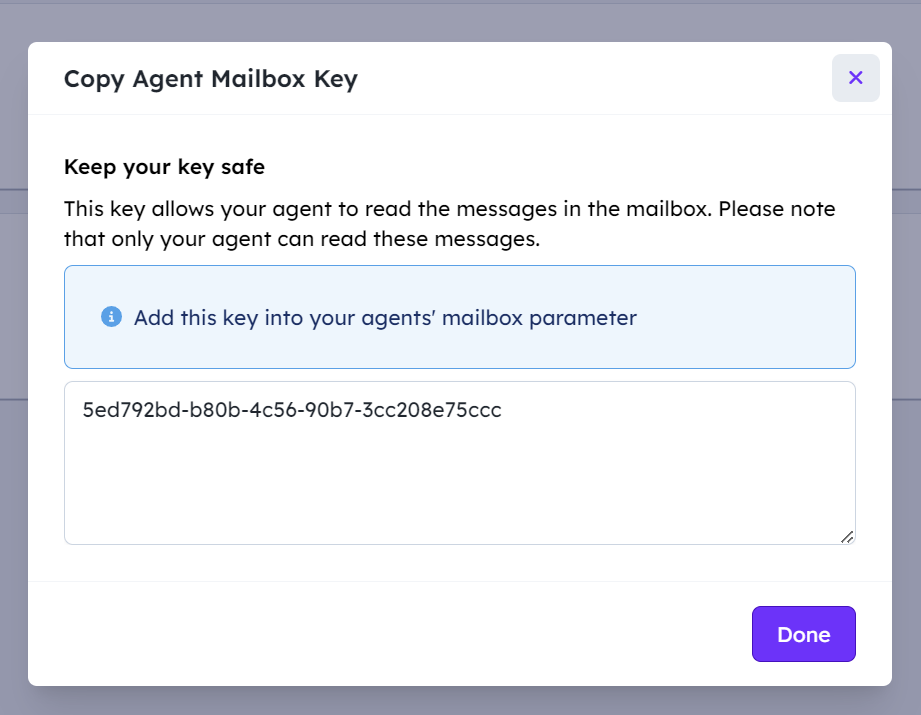 Copy Agent Mailbox Key
Keep your key safe
This key allows your agent to read the messages in the mailbox. Please note
that only your agent can read these messages.
Add this key into your agents' mailbox parameter
5ed792bd-b80b-4c56-90b7-3cc208e75ccc
Done